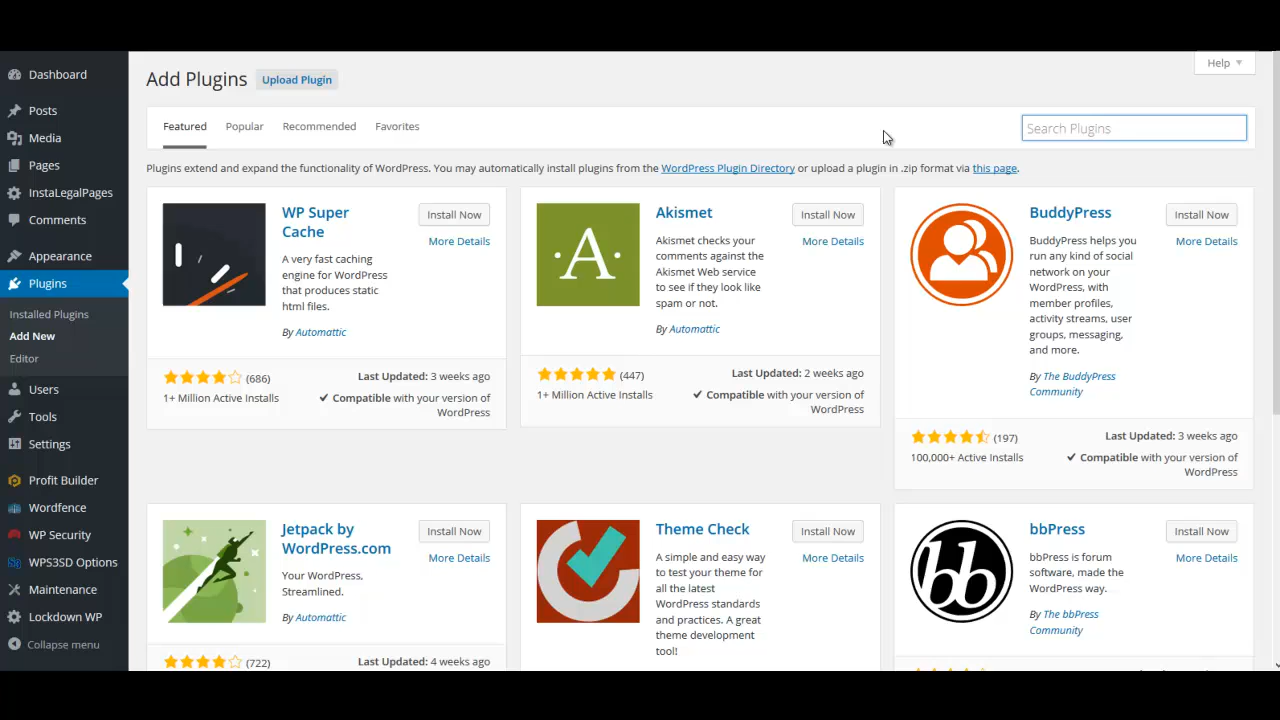 Dashboard
Posts
Media
Pages
InstaLegalPages
Comments
Appearance
Plugins
Installed Plugins
Add New
Editor
Users
Tools
Settings
Profit Builder
Wordfence
WP Security
WPS3SD Options
Maintenance
Lockdown WP
Collapse menu
Help
Add Plugins
Upload Plugin
Featured
Popular
Recommended
Favorites
Search Plugins
Plugins extend and expand the functionality of WordPress. You may automatically install plugins from the WordPress Plugin Directory or upload a plugin in .zip format via this page.
WP Super
Cache
Install Now
More Details
A very fast caching
engine for WordPress
that produces static
html files.
By Automattic
(686)
Last Updated: 3 weeks ago
1+ Million Active Installs
Compatible with your version of
WordPress
·A·
Akismet
Install Now
More Details
Akismet checks your
comments against the
Akismet Web service
to see if they look like
spam or not.
By Automattic
(447)
Last Updated: 2 weeks ago
1+ Million Active Installs
Compatible with your version of
WordPress
BuddyPress
Install Now
More Details
BuddyPress helps you
run any kind of social
network on your
WordPress, with
member profiles,
activity streams, user
groups, messaging,
and more.
By The BuddyPress
Community
(197)
Last Updated: 3 weeks ago
100,000+ Active Installs
Compatible with your version of
WordPress
Jetpack by
WordPress.com
Install Now
More Details
Your WordPress,
Streamlined.
By Automattic
(722)
Last Updated: 4 weeks ago
Theme Check
Install Now
More Details
A simple and easy way
to test your theme for
all the latest
WordPress standards
and practices. A great
theme development
tool!
bb
bbPress
Install Now
More Details
bbPress is forum
software, made the
WordPress way.
By The bbPress
Community